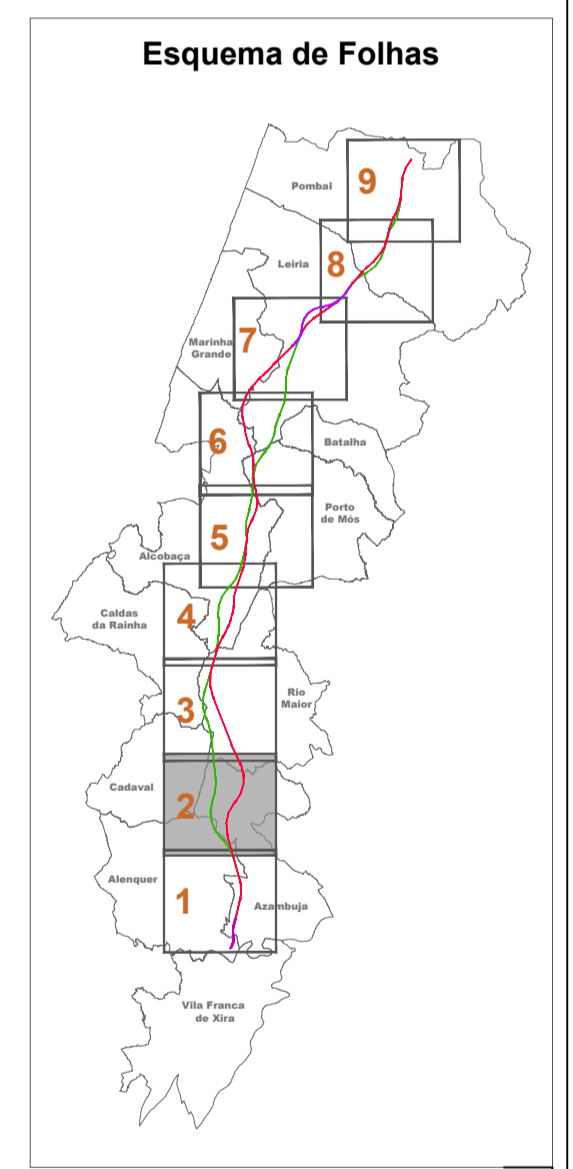 Esquema de Folhas
9
Pombal
8
Leiria
7
Marinha
Grande
6
Batalha
Porto
de Mós
5
Alcobaça
4
Caldas
da Rainha
Rio
Maior
3
Cadaval
2
Alenquer
1
Azambuja
Vila Franca
de Xira